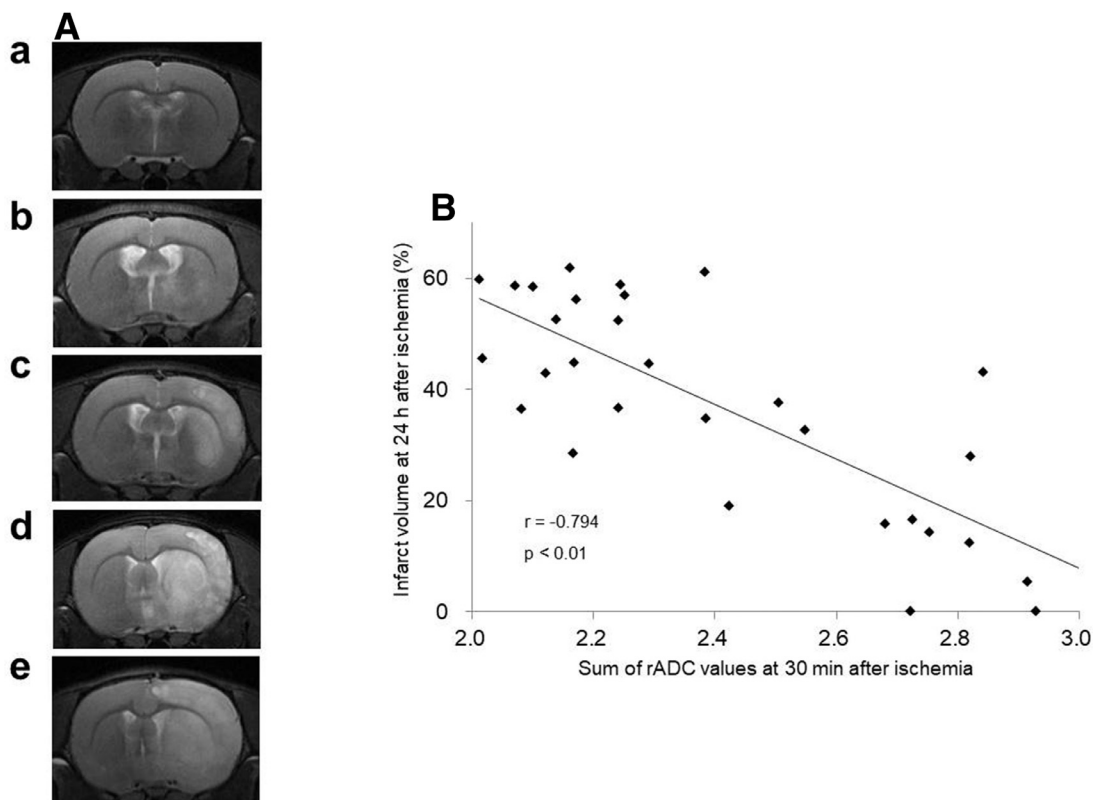 A
a
b
c
d
e
B
Infarct volume at 24 h after ischemia (%)
60
40
20
0
r = -0.794
p < 0.01
2.0 2.2 2.4 2.6 2.8 3.0
Sum of rADC values at 30 min after ischemia